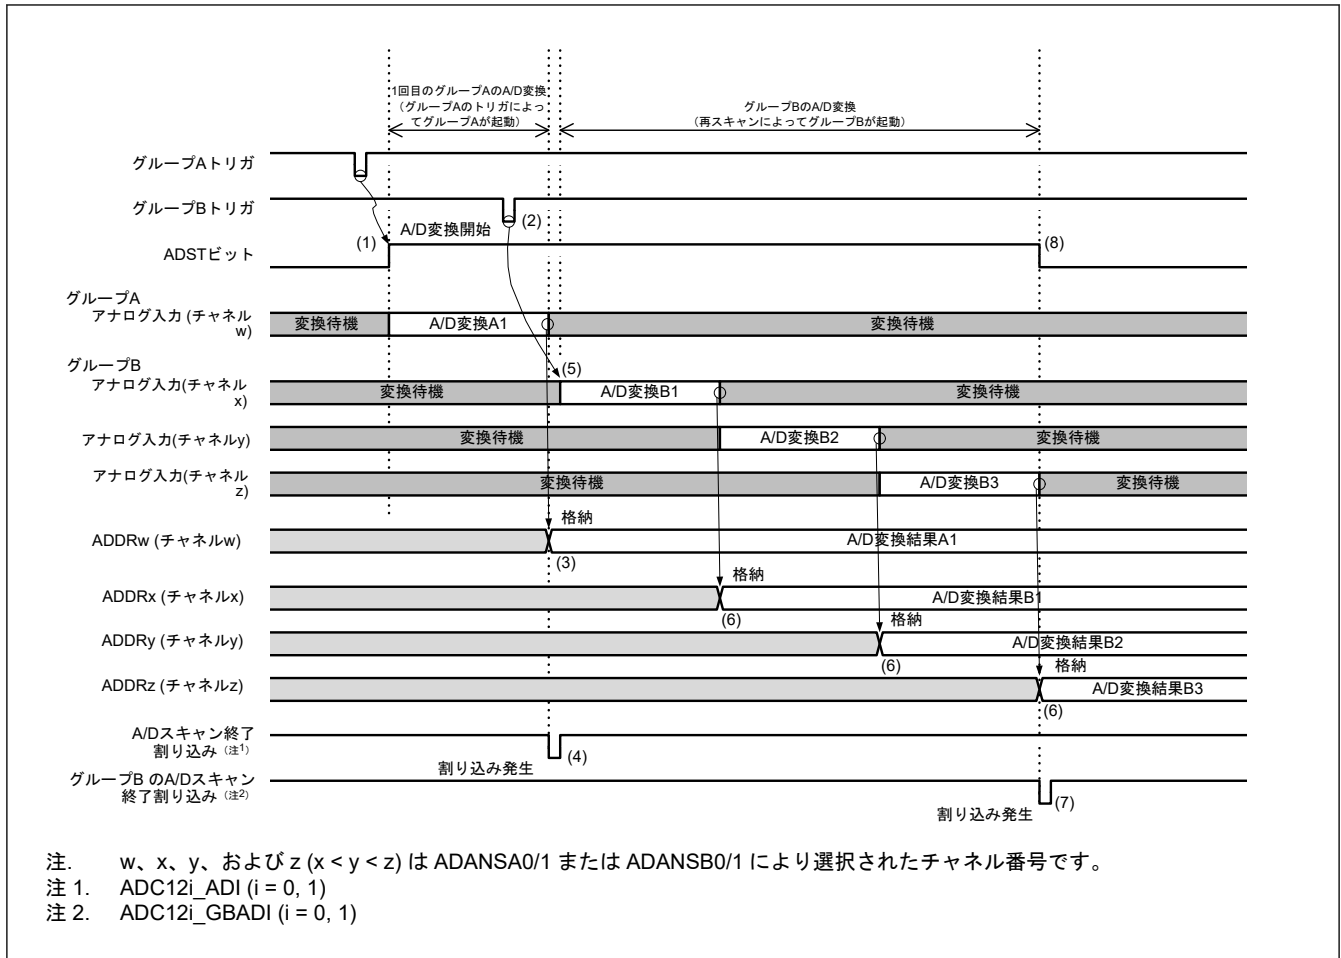 1回目のグループAのA/D変換
（グループAのトリガによっ
てグループAが起動）
グループBのA/D変換
（再スキャンによってグループBが起動）
グループAトリガ
グループBトリガ
(2)
ADSTビット
(1)
A/D変換開始
(8)
グループA
アナログ入力 (チャネル
w)
変換待機
A/D変換A1
変換待機
グループB
アナログ入力(チャネル
x)
変換待機
(5)
A/D変換B1
変換待機
アナログ入力(チャネルy)
変換待機
A/D変換B2
変換待機
アナログ入力(チャネル
z)
変換待機
A/D変換B3
変換待機
ADDRw (チャネルw)
格納
(3)
A/D変換結果A1
ADDRx (チャネルx)
格納
(6)
A/D変換結果B1
ADDRy (チャネルy)
格納
(6)
A/D変換結果B2
ADDRz (チャネルz)
格納
(6)
A/D変換結果B3
A/Dスキャン終了
割り込み（注1）
(4)
割り込み発生
グループB のA/Dスキャン
終了割り込み（注2）
(7)
割り込み発生
注. w、x、y、および z (x < y < z) は ADANSA0/1 または ADANSB0/1 により選択されたチャネル番号です。
注 1. ADC12i_ADI (i = 0, 1)
注 2. ADC12i_GBADI (i = 0, 1)